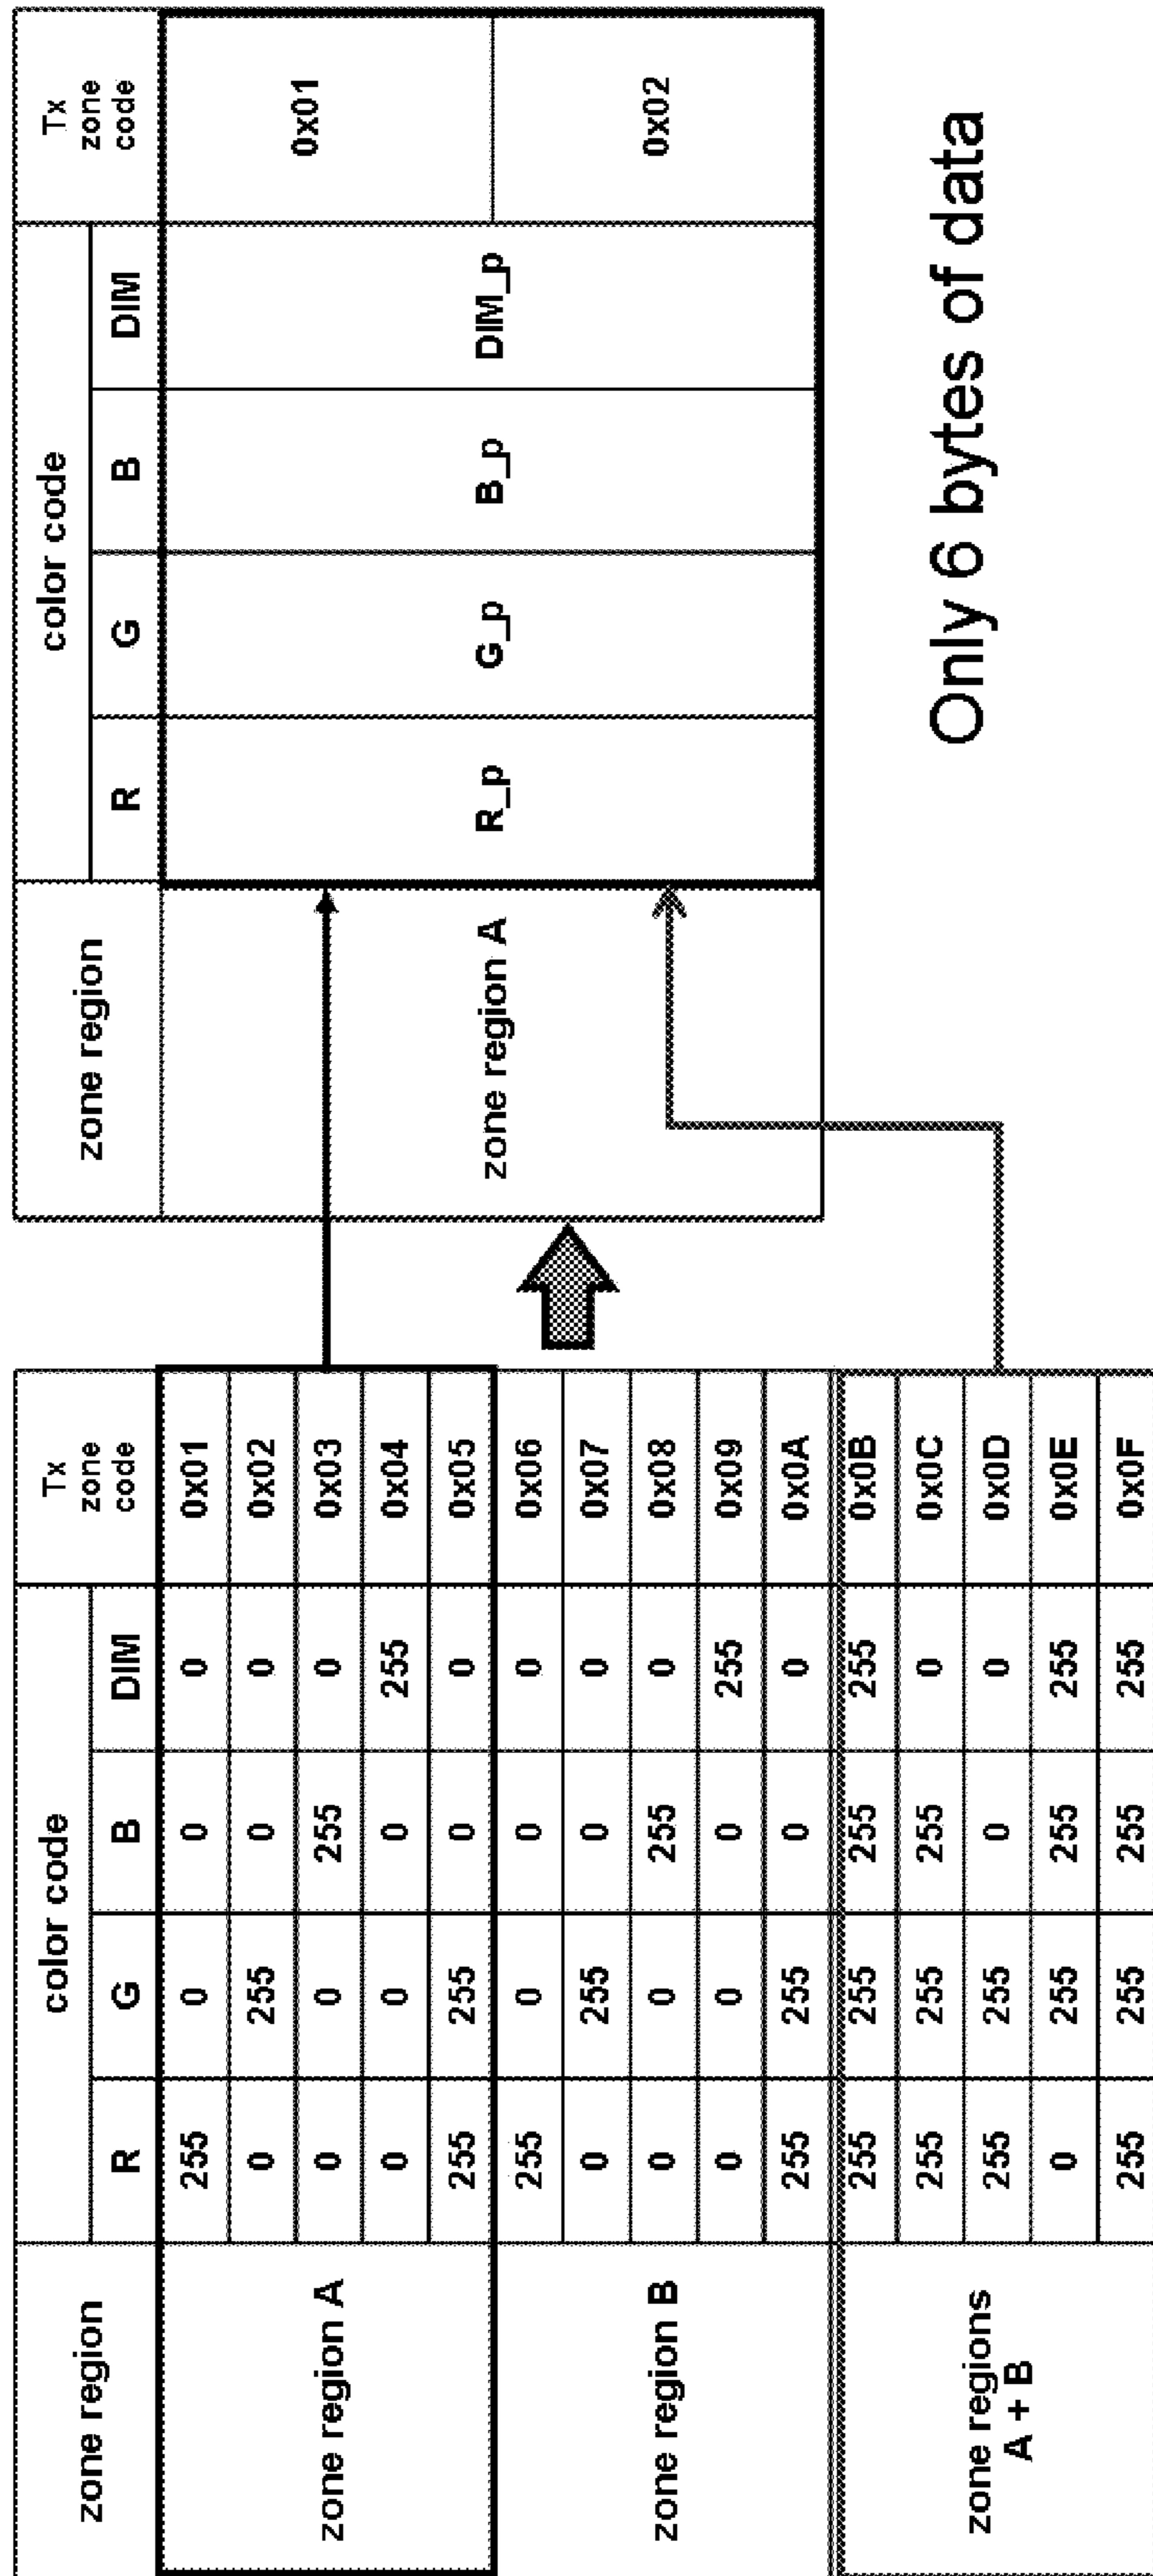 zone region color code Tx zone code
R G B DIM
zone region A 255 0 0 0 0x01
0 255 0 0 0x02
0 0 255 0 0x03
0 0 0 255 0x04
255 255 0 0 0x05
zone region B 255 0 0 0 0x06
0 255 0 0 0x07
0 0 255 0 0x08
0 0 0 255 0x09
255 255 0 0 0x0A
zone regions A + B 255 255 255 255 0x0B
255 255 255 0 0x0C
255 255 0 0 0x0D
0 255 255 255 0x0E
255 255 255 255 0x0F
zone region color code Tx zone code
R G B DIM
zone region A R_p G_p B_p DIM_p 0x01
0x02
Only 6 bytes of data